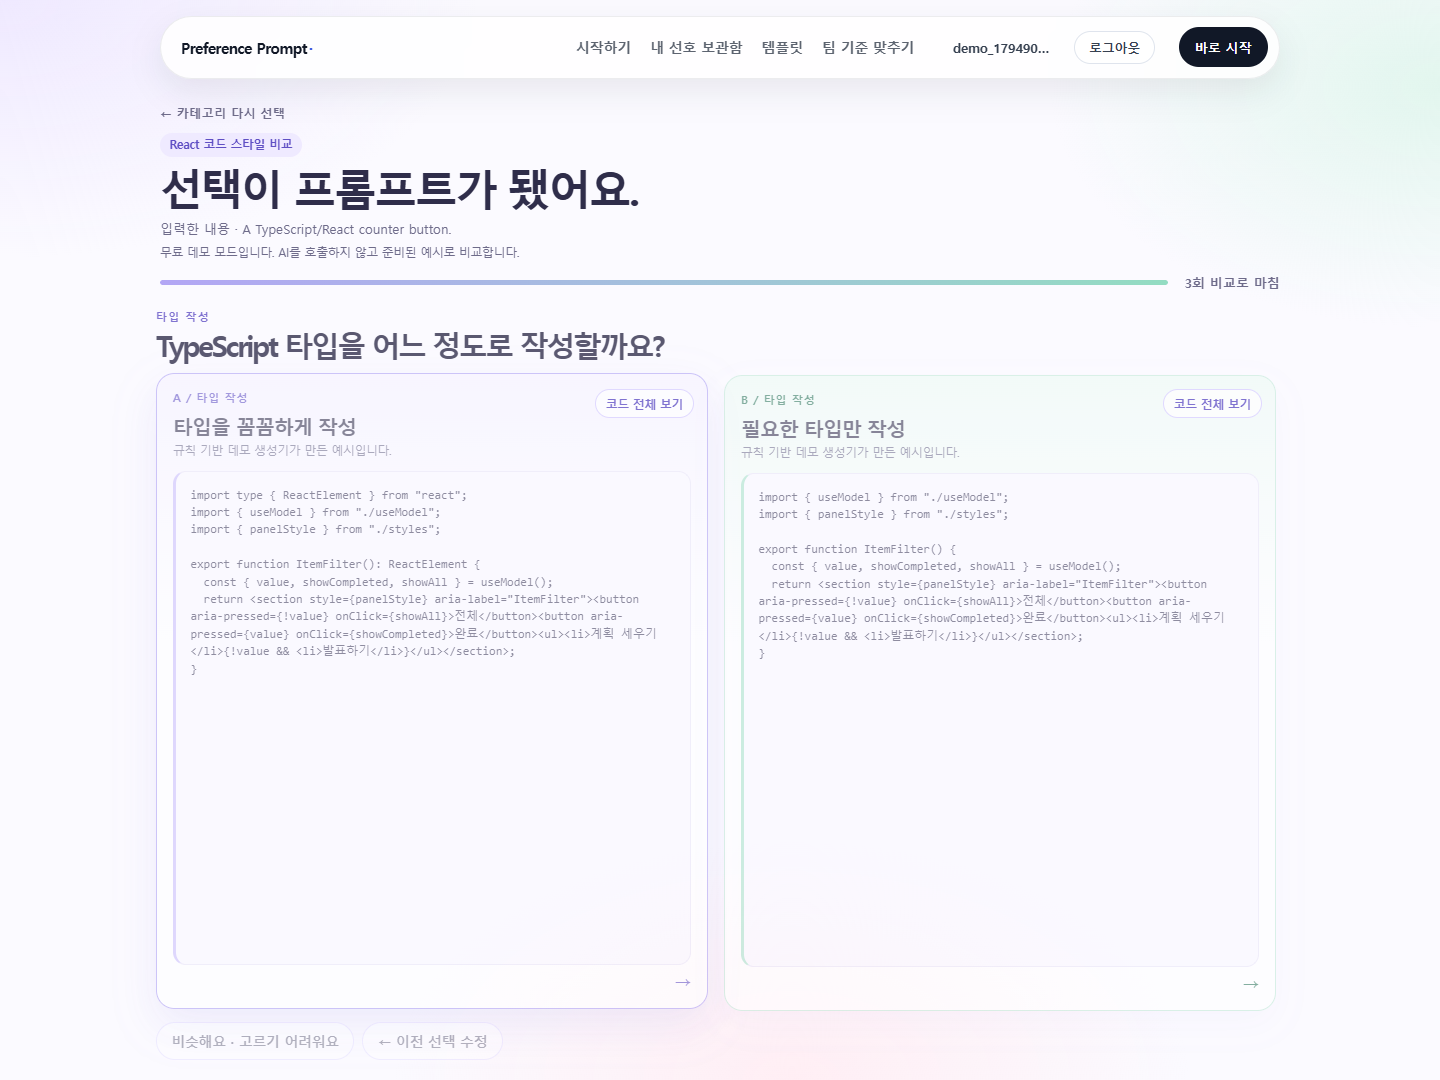 Preference Prompt·
시작하기
내 선호 보관함
템플릿
팀 기준 맞추기
demo_179490...
로그아웃
바로 시작
← 카테고리 다시 선택
React 코드 스타일 비교
선택이 프롬프트가 됐어요.
입력한 내용 · A TypeScript/React counter button.
무료 데모 모드입니다. AI를 호출하지 않고 준비된 예시로 비교합니다.
3회 비교로 마침
타입 작성
TypeScript 타입을 어느 정도로 작성할까요?
A / 타입 작성
코드 전체 보기
타입을 꼼꼼하게 작성
규칙 기반 데모 생성기가 만든 예시입니다.
import type { ReactElement } from "react";
import { useModel } from "./useModel";
import { panelStyle } from "./styles";
export function ItemFilter(): ReactElement {
  const { value, showCompleted, showAll } = useModel();
  return <section style={panelStyle} aria-label="ItemFilter"><button
aria-pressed={!value} onClick={showAll}>전체</button><button aria-
pressed={value} onClick={showCompleted}>완료</button><ul><li>계획 세우기
</li>{!value && <li>발표하기</li>}</ul></section>;
}
→
B / 타입 작성
코드 전체 보기
필요한 타입만 작성
규칙 기반 데모 생성기가 만든 예시입니다.
import { useModel } from "./useModel";
import { panelStyle } from "./styles";
export function ItemFilter() {
  const { value, showCompleted, showAll } = useModel();
  return <section style={panelStyle} aria-label="ItemFilter"><button
aria-pressed={!value} onClick={showAll}>전체</button><button aria-
pressed={value} onClick={showCompleted}>완료</button><ul><li>계획 세우기
</li>{!value && <li>발표하기</li>}</ul></section>;
}
→
비슷해요 · 고르기 어려워요
← 이전 선택 수정